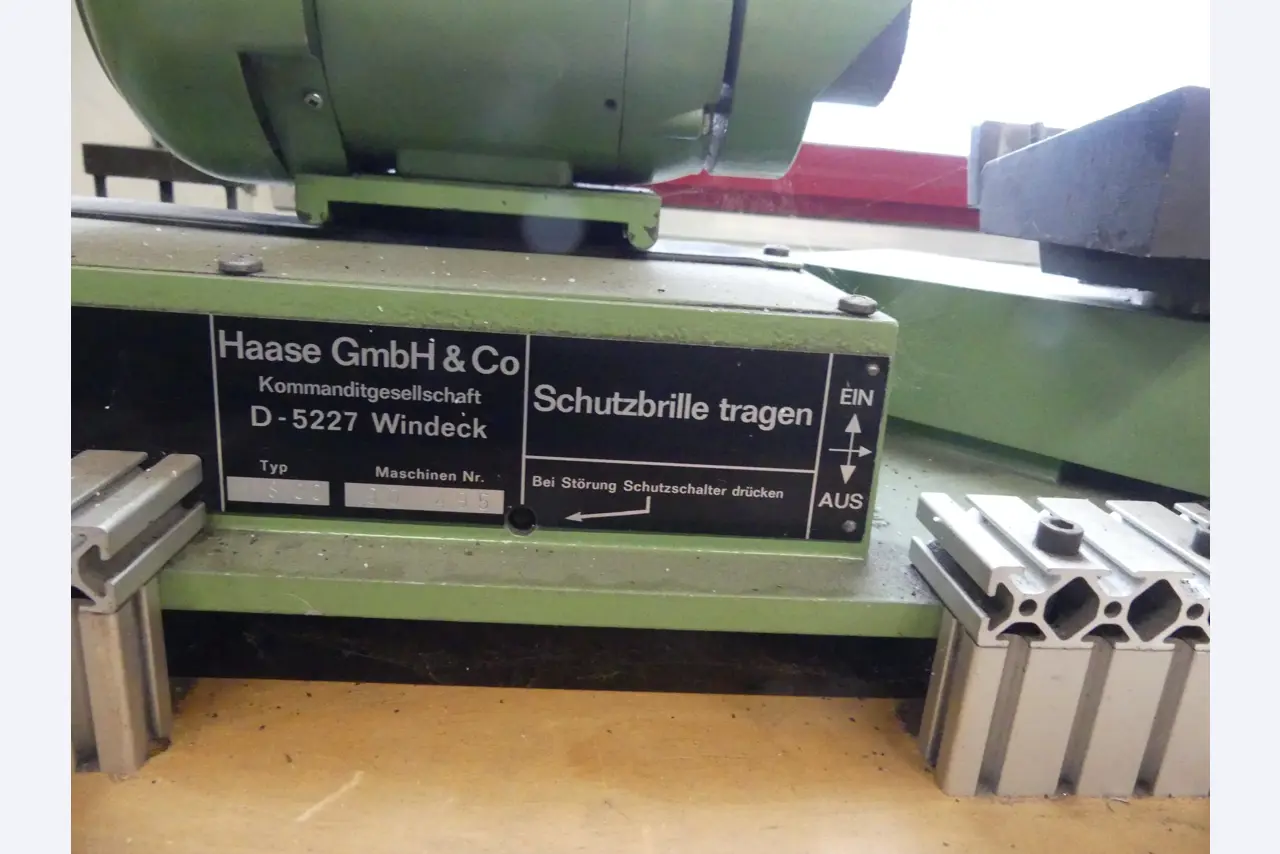 Haase GmbH & Co
Kommanditgesellschaft
D-5227 Windeck
Typ
Maschinen Nr.
Schutzbrille tragen
Bei Störung Schutzschalter drücken
EIN
AUS